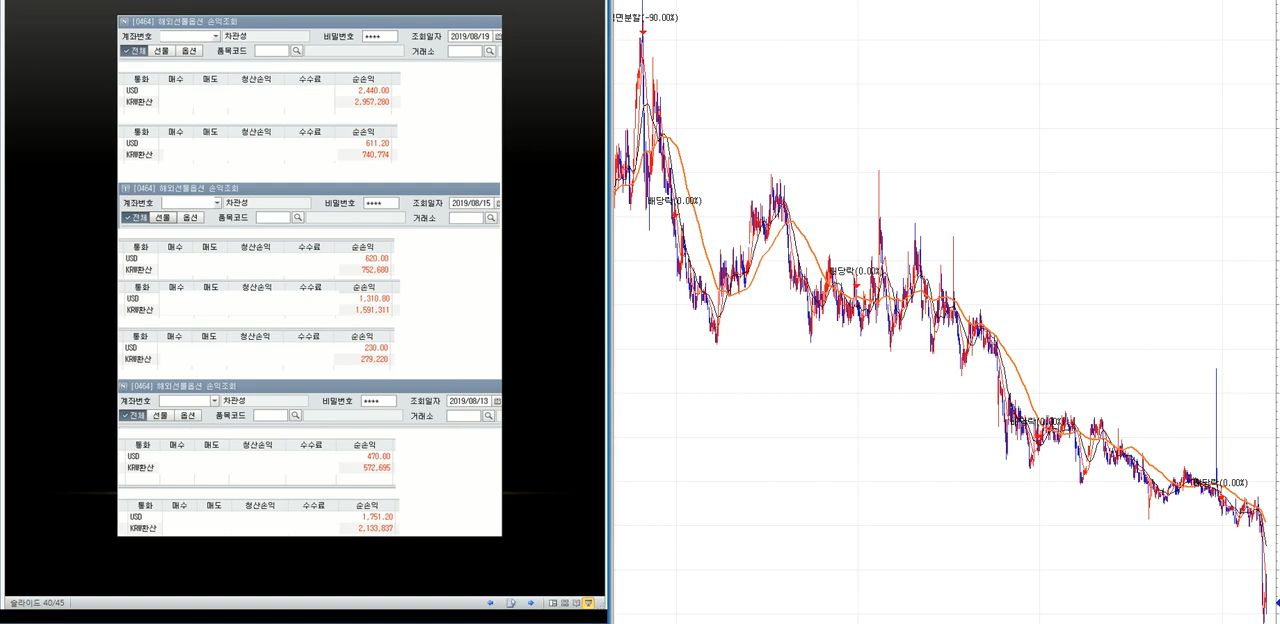 [0464] 해외선물옵션 손익조회
계좌번호 차관성 비밀번호 **** 조회일자 2019/08/19
전체 선물 옵션 품목코드 거래소
통화 매수 매도 청산손익 수수료 순손익
USD 2,440.00
KRW환산 2,957,280
통화 매수 매도 청산손익 수수료 순손익
USD 611.20
KRW환산 740,774
[0464] 해외선물옵션 손익조회
계좌번호 차관성 비밀번호 **** 조회일자 2019/08/15
전체 선물 옵션 품목코드 거래소
통화 매수 매도 청산손익 수수료 순손익
USD 620.00
KRW환산 752,680
통화 매수 매도 청산손익 수수료 순손익
USD 1,310.80
KRW환산 1,591,311
통화 매수 매도 청산손익 수수료 순손익
USD 230.00
KRW환산 279,220
[0464] 해외선물옵션 손익조회
계좌번호 차관성 비밀번호 **** 조회일자 2019/08/13
전체 선물 옵션 품목코드 거래소
통화 매수 매도 청산손익 수수료 순손익
USD 470.00
KRW환산 572,695
통화 매수 매도 청산손익 수수료 순손익
USD 1,751.20
KRW환산 2,133,837
슬라이드 40/45
면분할(-90.00%)
배당락(0.00%)
배당락(0.00%)
배당락(0.00%)
배당락(0.00%)